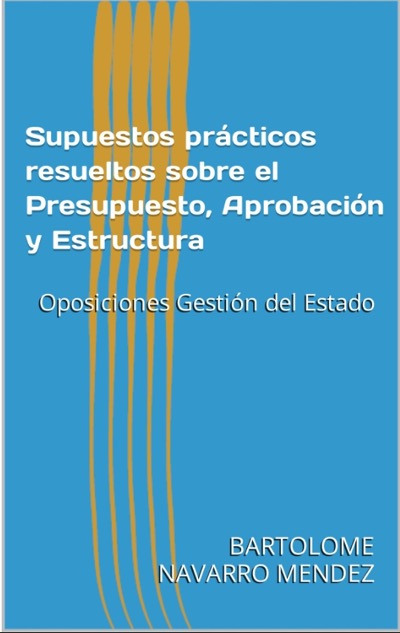 Supuestos prácticos
resueltos sobre el
Presupuesto, Aprobación
y Estructura
Oposiciones Gestión del Estado
BARTOLOME
NAVARRO MENDEZ